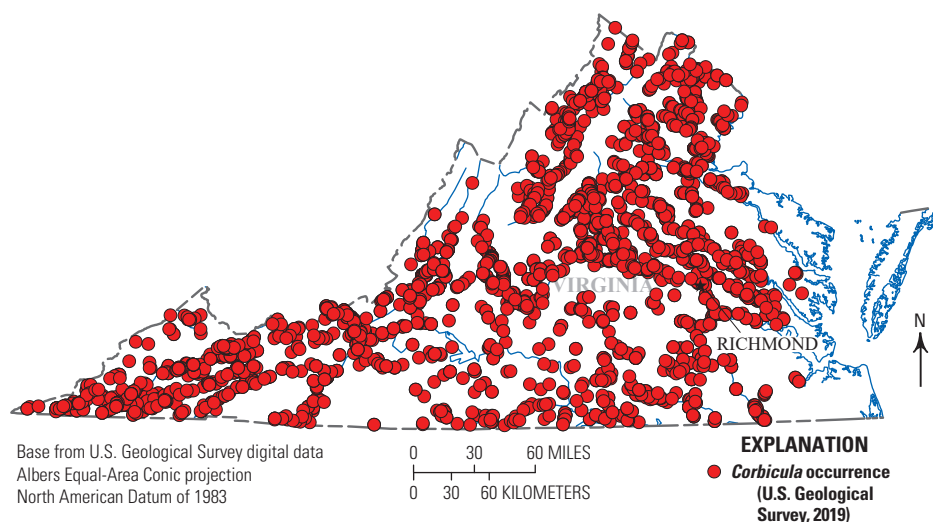 VIRGINIA
RICHMOND
N
Base from U.S. Geological Survey digital data
Albers Equal-Area Conic projection
North American Datum of 1983
0 30 60 MILES
0 30 60 KILOMETERS
EXPLANATION
Corbicula occurrence
(U.S. Geological
Survey, 2019)